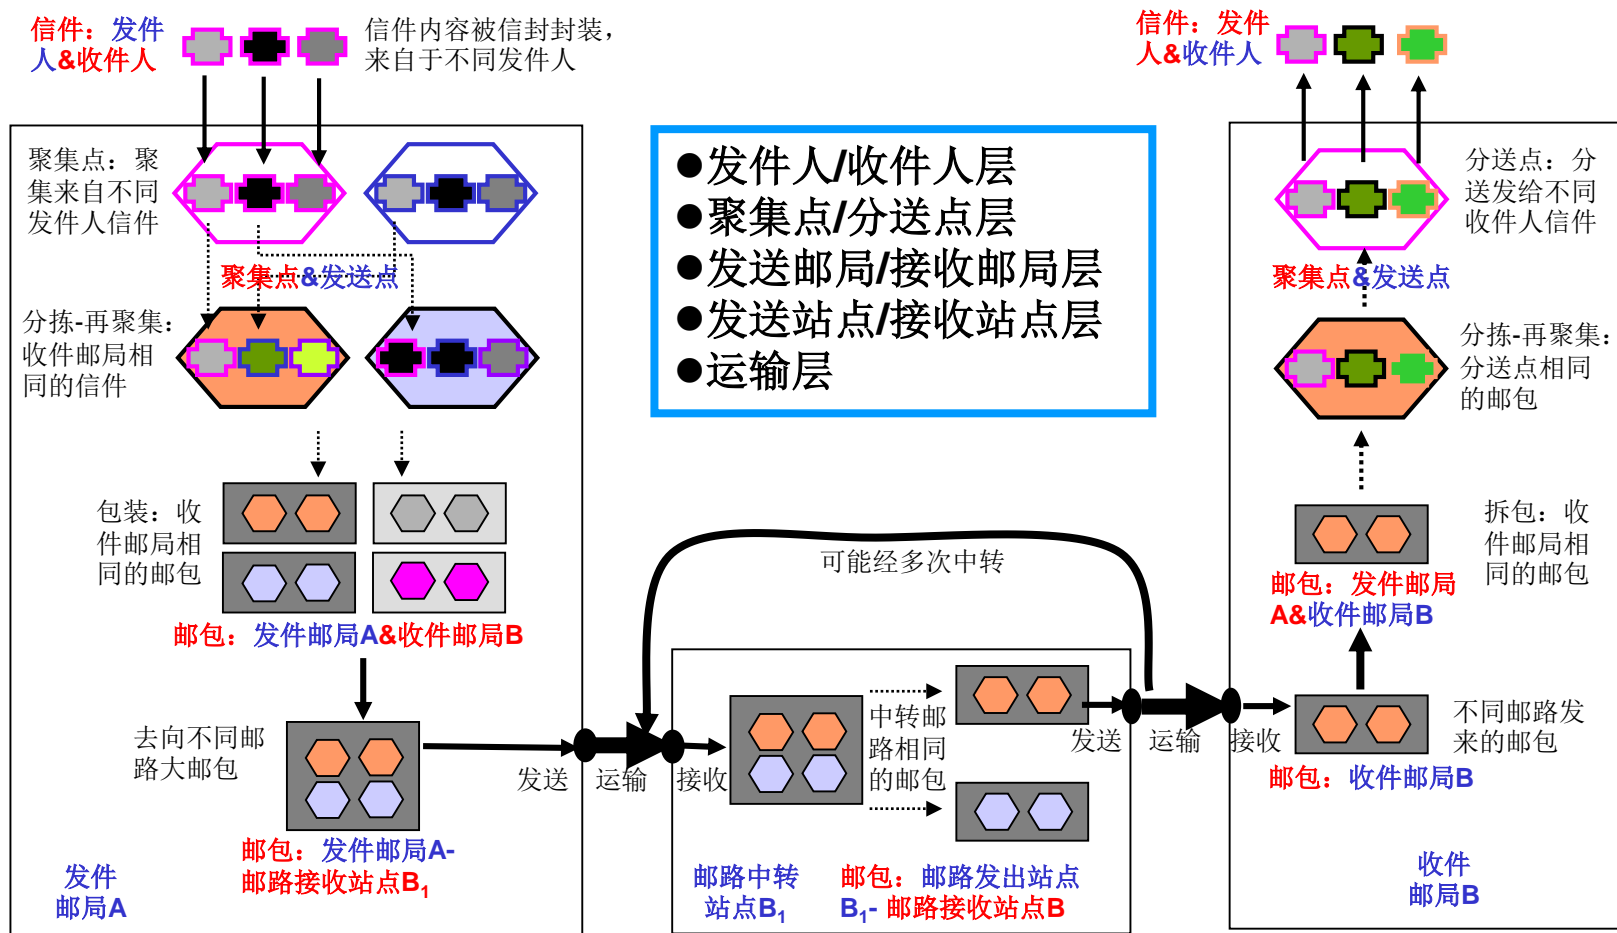 信件：发件
人&收件人
信件内容被信封封装，
来自于不同发件人
信件：发件
人&收件人
聚集点：聚
集来自不同
发件人信件
聚集点&发送点
分拣-再聚集：
收件邮局相
同的信件
包装：收
件邮局相
同的邮包
邮包：发件邮局A&收件邮局B
去向不同邮
路大邮包
邮包：发件邮局A-
邮路接收站点B₁
发件
邮局A
●发件人/收件人层
●聚集点/分送点层
●发送邮局/接收邮局层
●发送站点/接收站点层
●运输层
可能经多次中转
发送
运输
接收
中转邮
路相同
的邮包
发送
运输
接收
邮路中转
站点B₁
邮包：邮路发出站点
B₁- 邮路接收站点B
分送点：分
送发给不同
收件人信件
聚集点&发送点
分拣-再聚集：
分送点相同
的邮包
拆包：收
件邮局相
同的邮包
邮包：发件邮局
A&收件邮局B
不同邮路发
来的邮包
邮包：收件邮局B
收件
邮局B